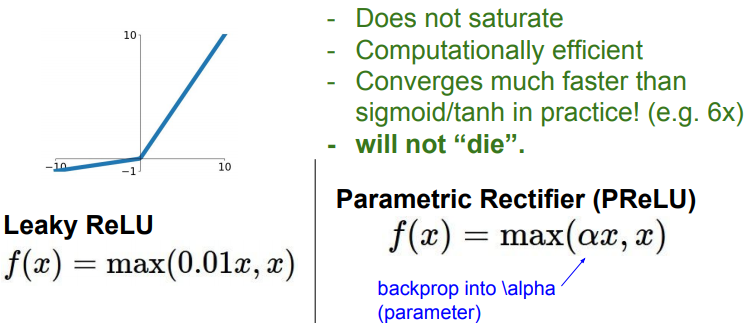 10
−10
−1
10
- Does not saturate
- Computationally efficient
- Converges much faster than
sigmoid/tanh in practice! (e.g. 6x)
- will not “die”.
Leaky ReLU
f(x) = max(0.01x, x)
Parametric Rectifier (PReLU)
f(x) = max(αx, x)
backprop into \alpha
(parameter)